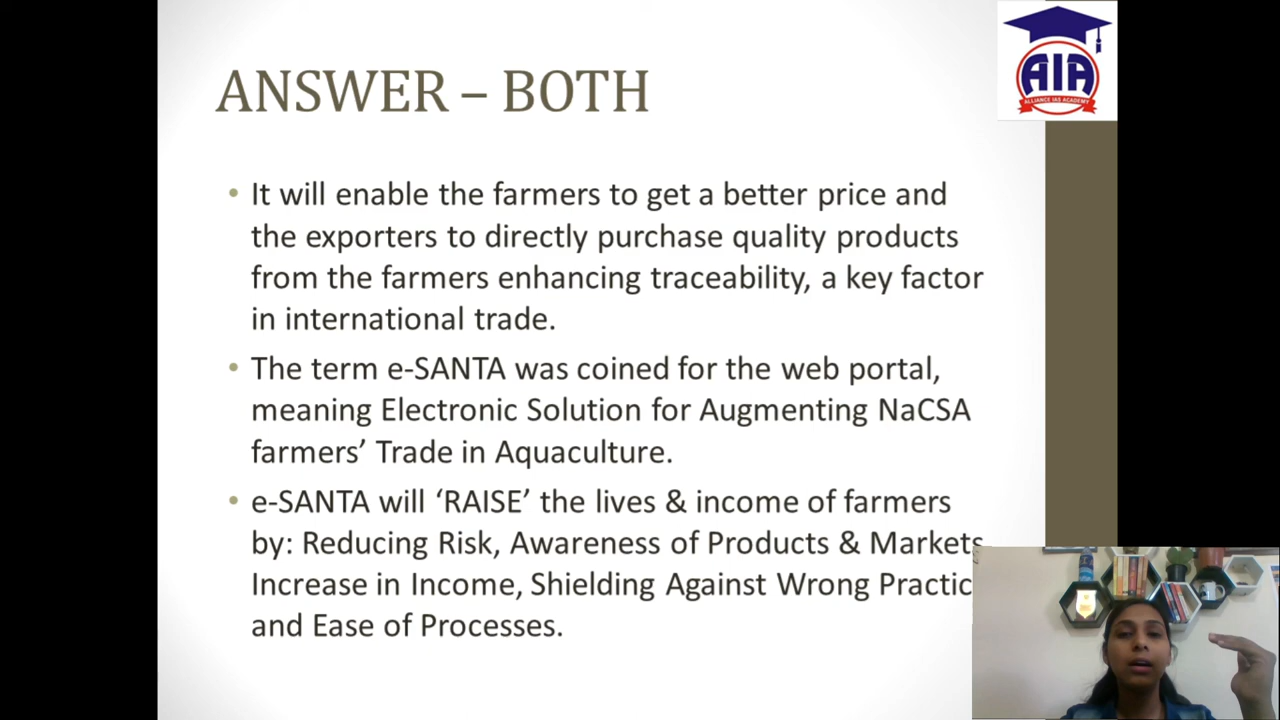 ANSWER – BOTH
AIA
ALLIANCE IAS ACADEMY
• It will enable the farmers to get a better price and
the exporters to directly purchase quality products
from the farmers enhancing traceability, a key factor
in international trade.
• The term e-SANTA was coined for the web portal,
meaning Electronic Solution for Augmenting NaCSA
farmers’ Trade in Aquaculture.
• e-SANTA will ‘RAISE’ the lives & income of farmers
by: Reducing Risk, Awareness of Products & Markets
Increase in Income, Shielding Against Wrong Practic
and Ease of Processes.